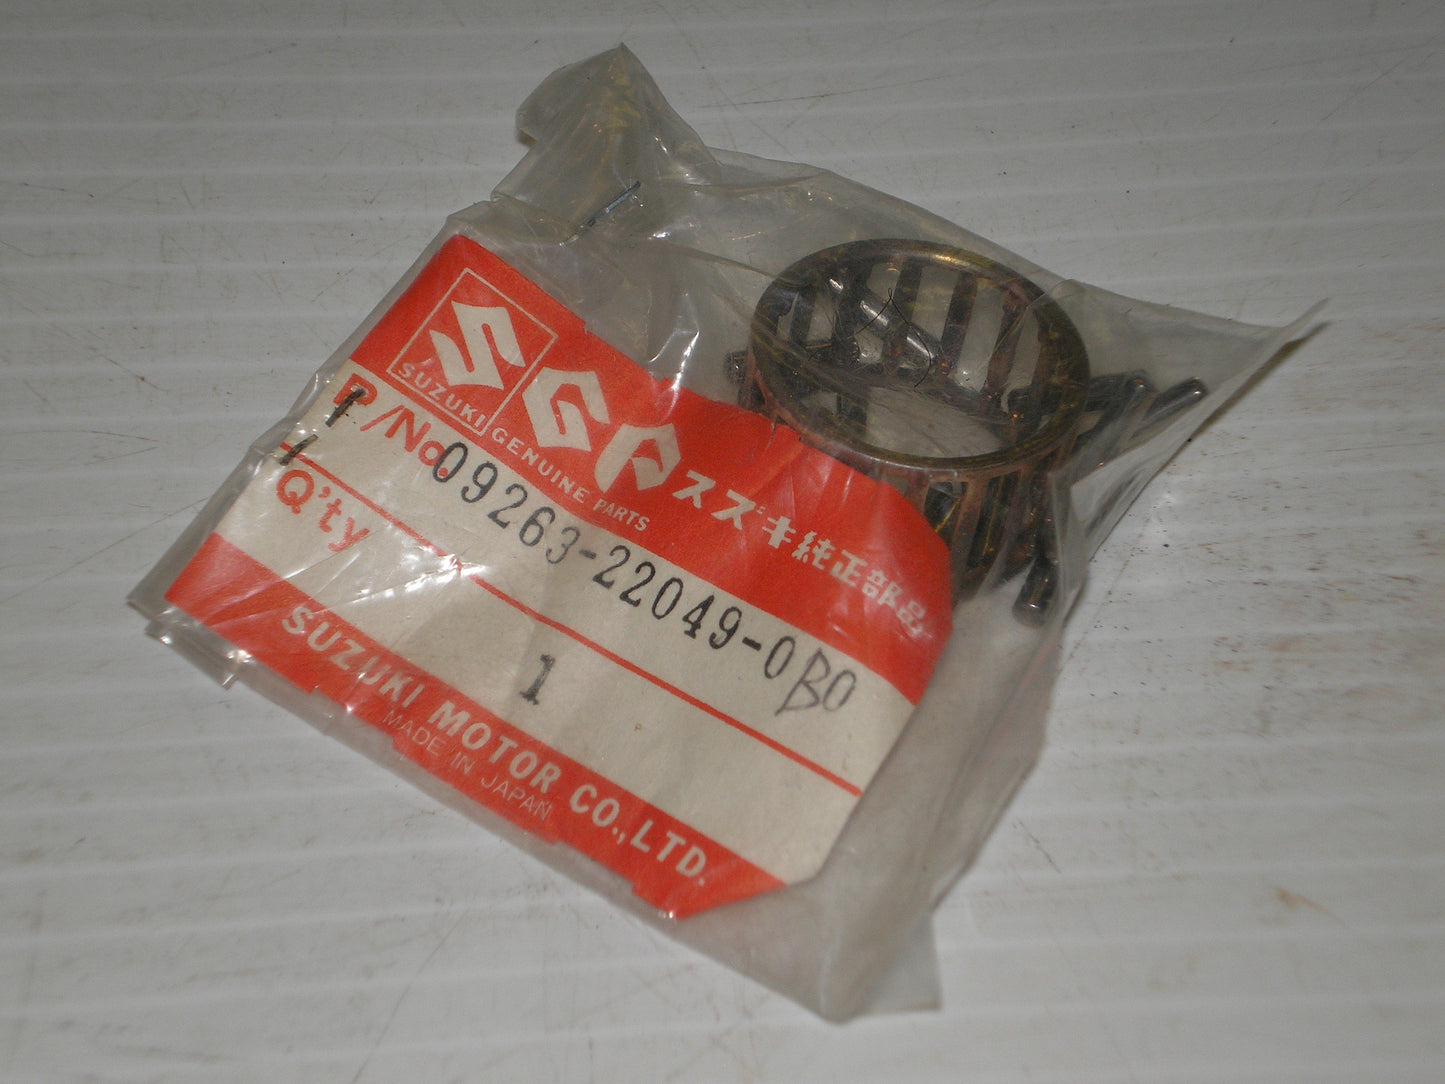 SUZUKI
SGP スズキ純正部品
GENUINE PARTS
P/No. 09263-22049-0B0
Q'ty 1
SUZUKI MOTOR CO.,LTD.
MADE IN JAPAN